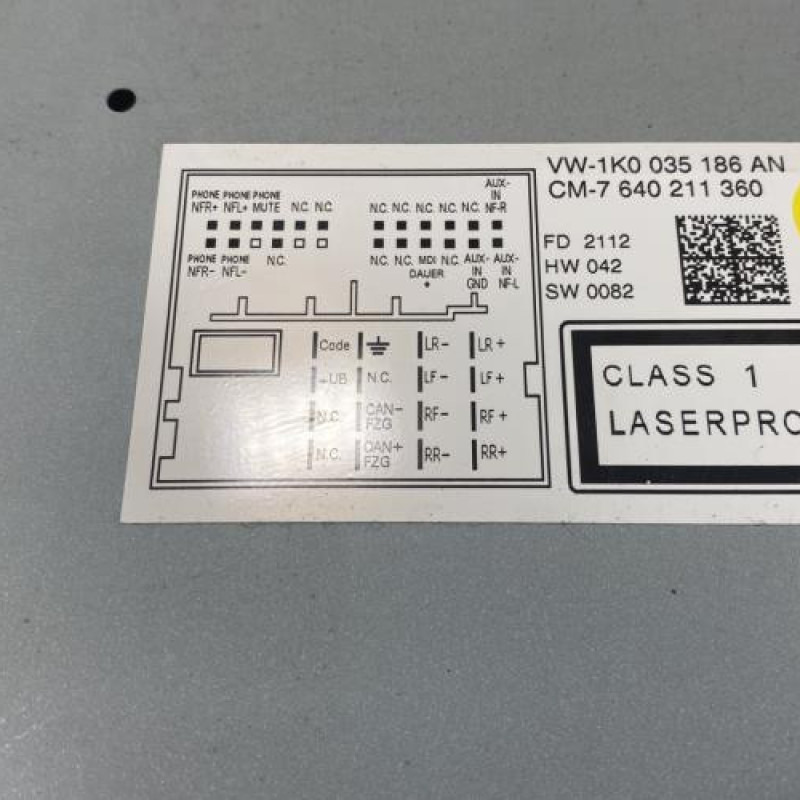 VW-1K0 035 186 AN
CM-7 640 211 360
FD 2112
HW 042
SW 0082
CLASS 1
LASERPRO
PHONE PHONE PHONE
NFR+ NFL+ MUTE N.C. N.C.
PHONE PHONE N.C.
NFR- NFL-
AUX-
IN
N.C. N.C. N.C. N.C. N.C. NF-R
N.C. N.C. MDI N.C. AUX- AUX-
DAUER IN IN
+ GND NF-L
Code LR- LR+
+UB N.C. LF- LF+
N.C. CAN- RF- RF+
FZG
N.C. CAN+ RR- RR+
FZG